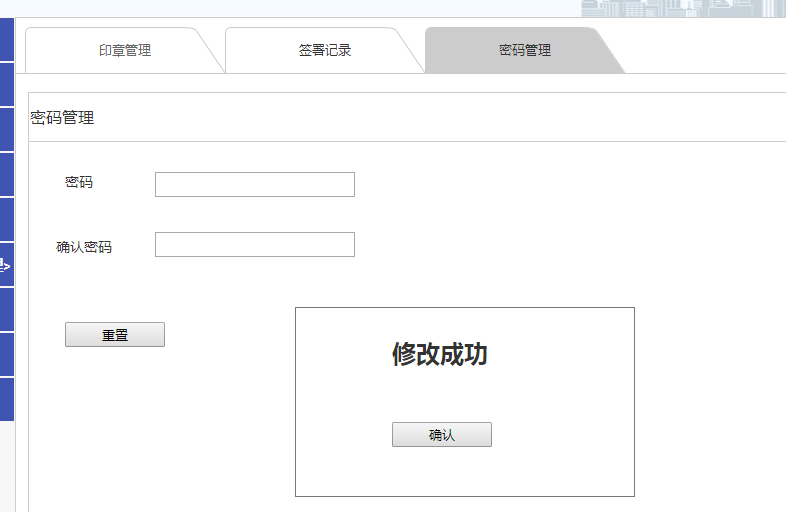 印章管理
签署记录
密码管理
密码管理
密码
确认密码
重置
修改成功
确认